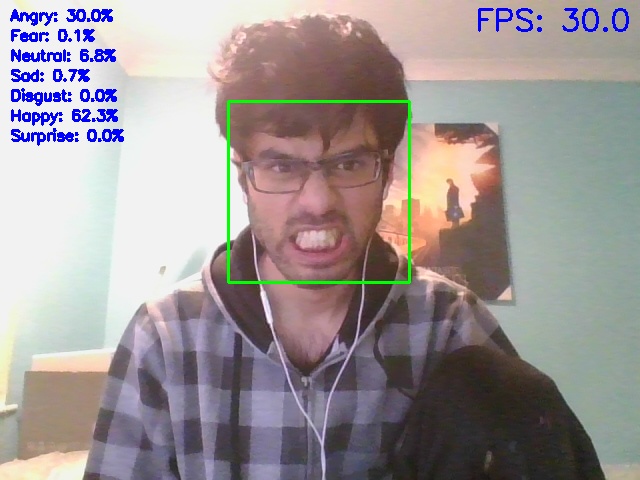 Angry: 30.0%
Fear: 0.1%
Neutral: 6.8%
Sad: 0.7%
Disgust: 0.0%
Happy: 62.3%
Surprise: 0.0%
FPS: 30.0